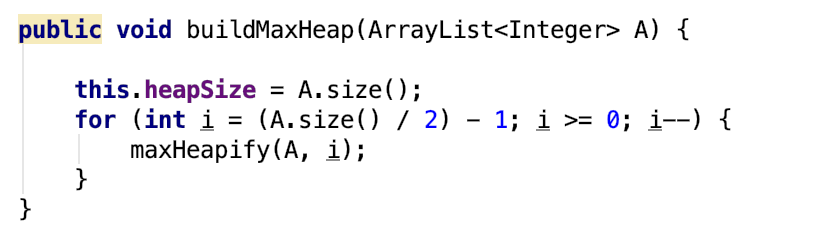 public void buildMaxHeap(ArrayList<Integer> A) {
this.heapSize = A.size();
for (int i = (A.size() / 2) - 1; i >= 0; i--) {
maxHeapify(A, i);
}
}